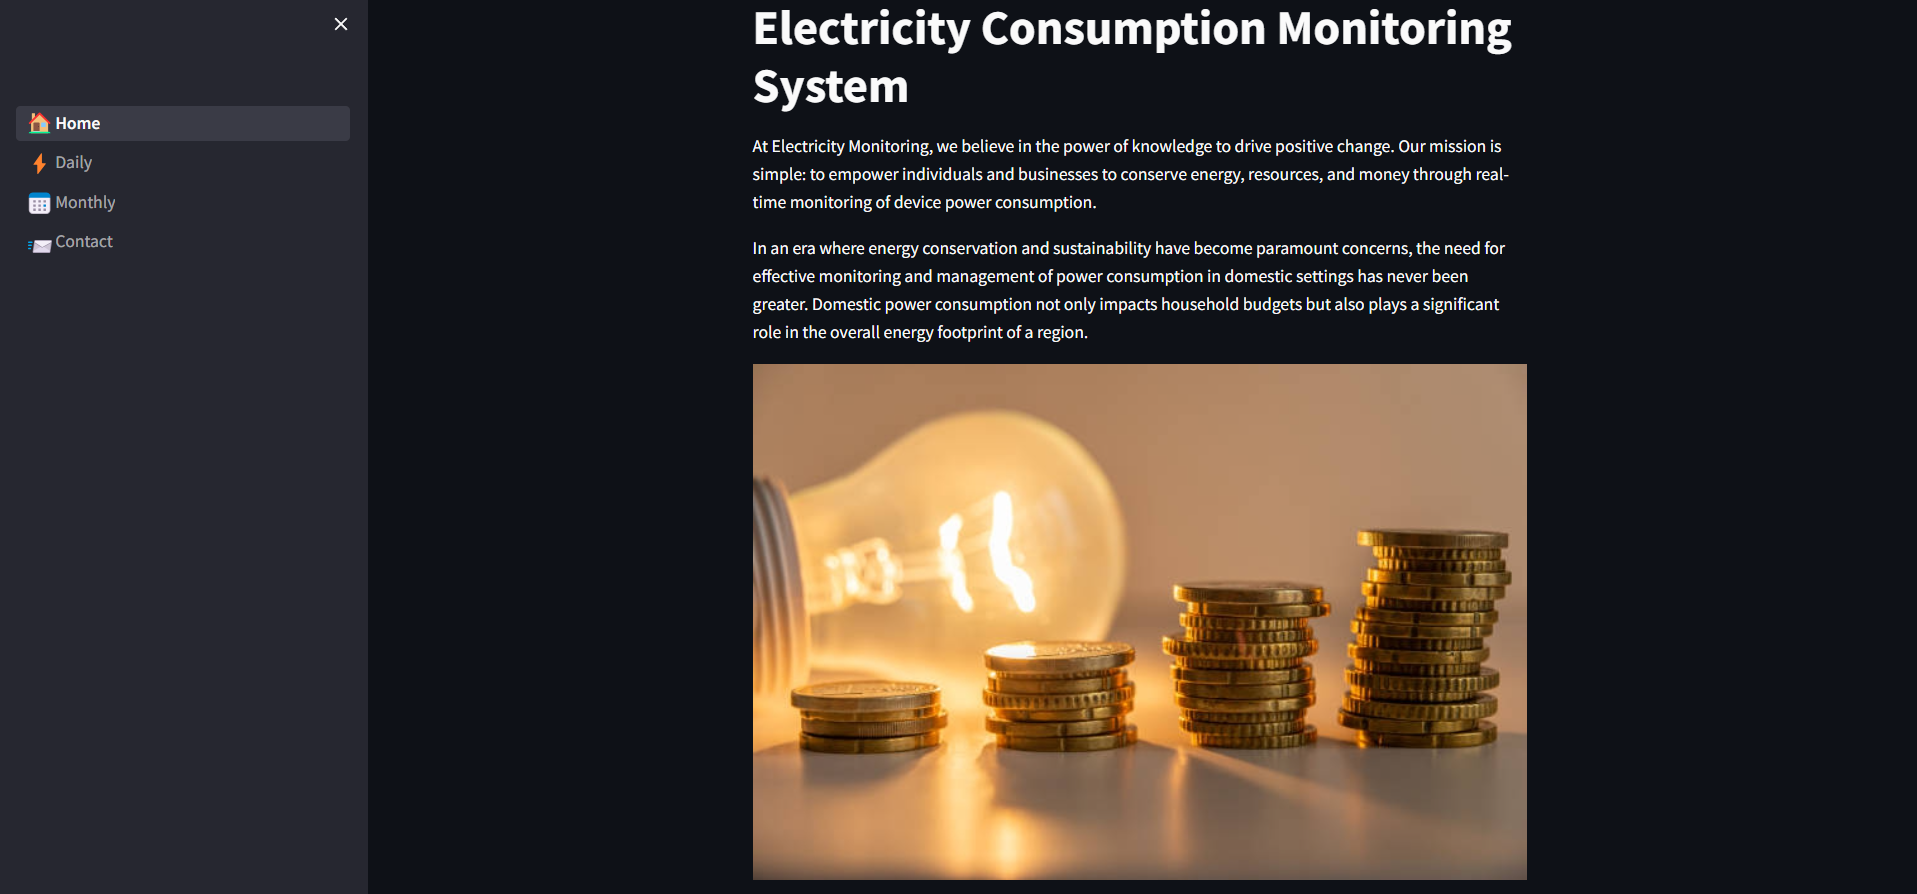 Home
Daily
Monthly
Contact
Electricity Consumption Monitoring
System
At Electricity Monitoring, we believe in the power of knowledge to drive positive change. Our mission is
simple: to empower individuals and businesses to conserve energy, resources, and money through real-
time monitoring of device power consumption.
In an era where energy conservation and sustainability have become paramount concerns, the need for
effective monitoring and management of power consumption in domestic settings has never been
greater. Domestic power consumption not only impacts household budgets but also plays a significant
role in the overall energy footprint of a region.